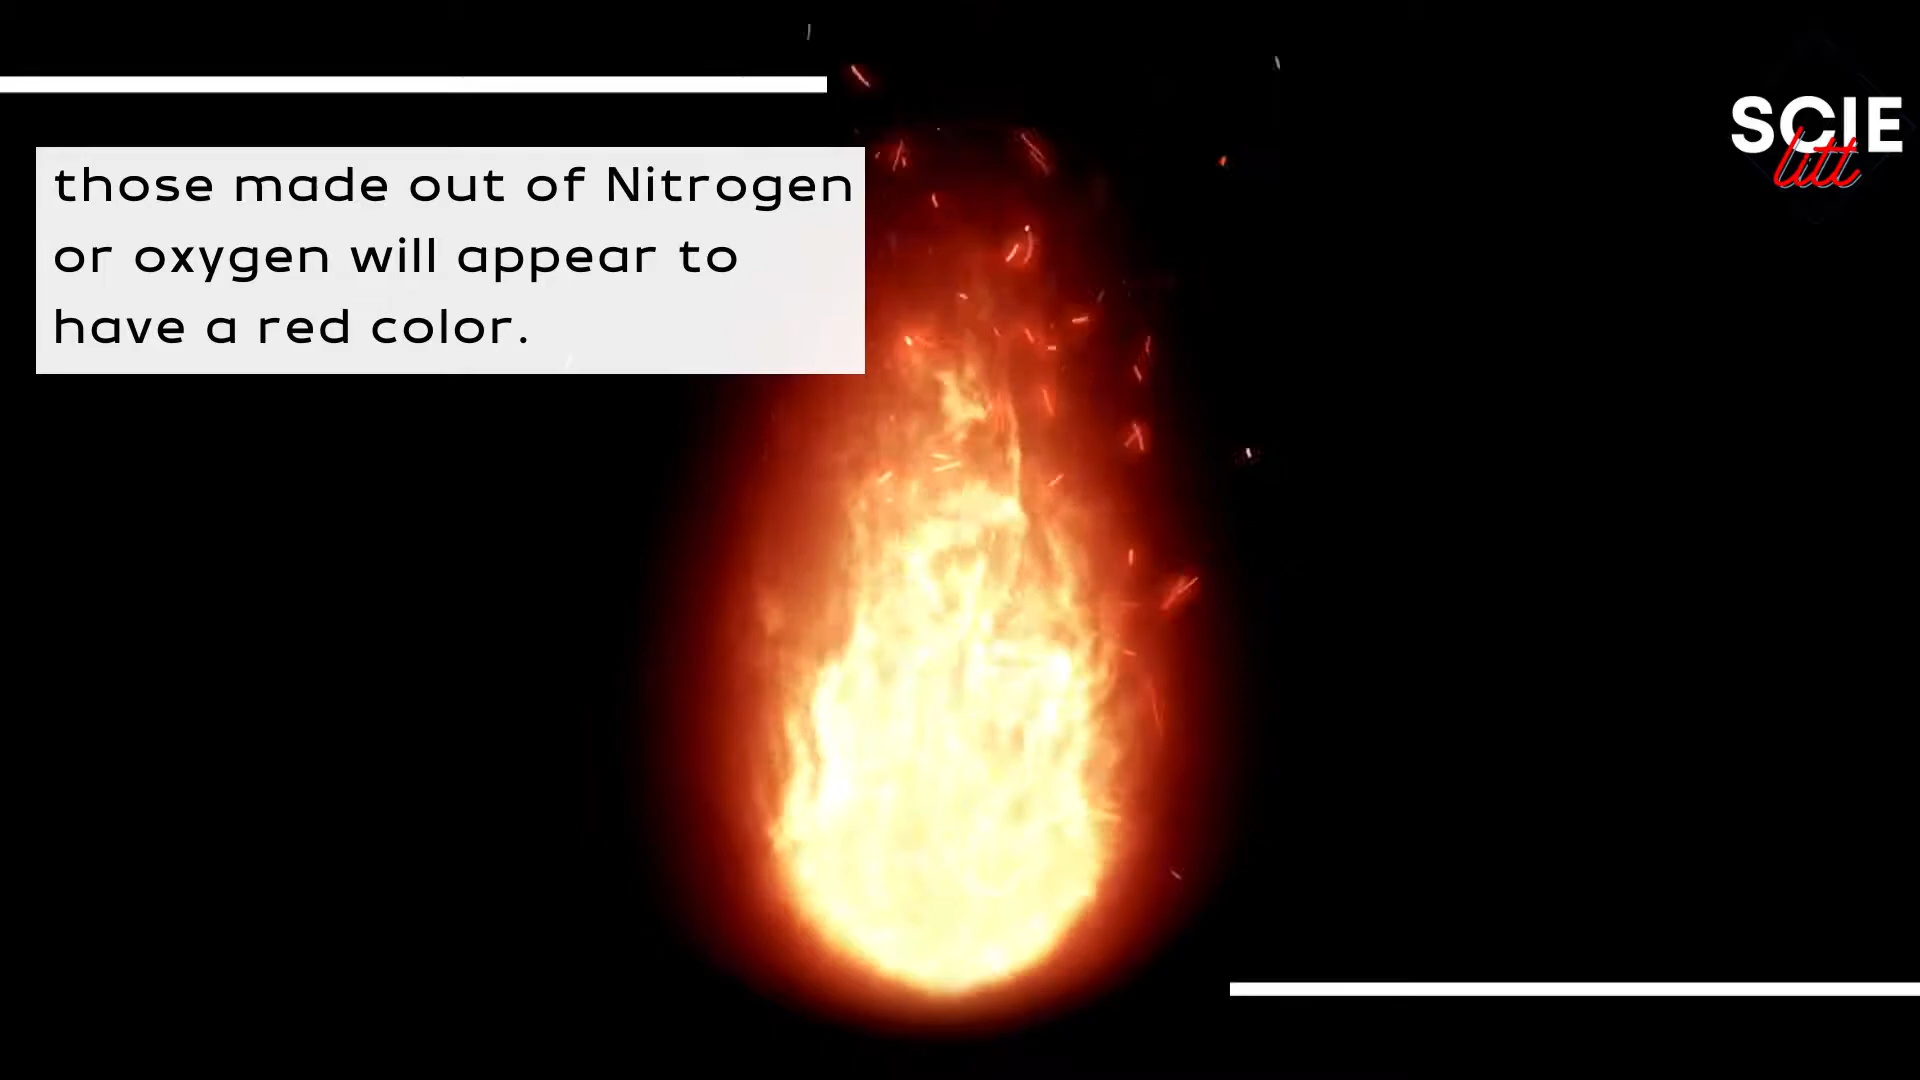 those made out of Nitrogen
or oxygen will appear to
have a red color.
SCIE
litt